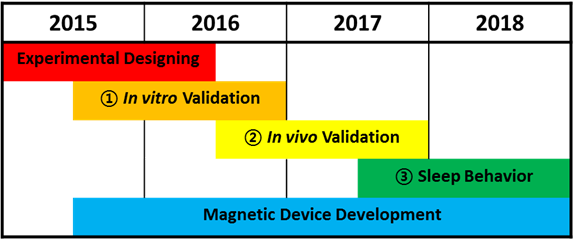 2015 2016 2017 2018
Experimental Designing
① In vitro Validation
② In vivo Validation
③ Sleep Behavior
Magnetic Device Development